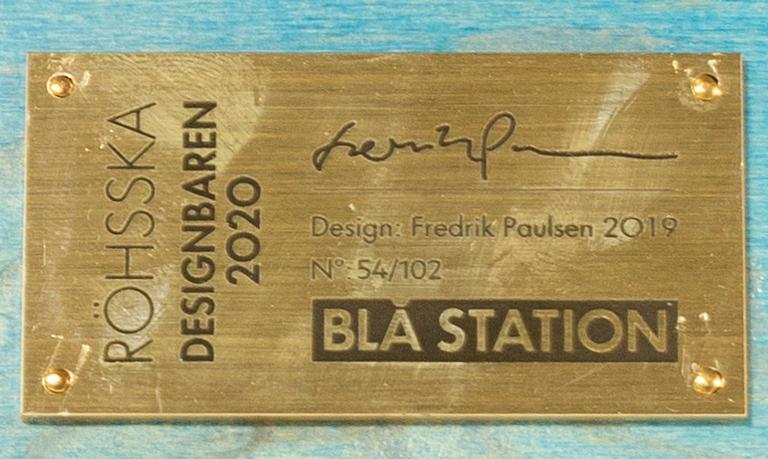 RÖHSSKA
DESIGNBAREN
2020
Design: Fredrik Paulsen 2019
Nº: 54/102
BLÅ STATION